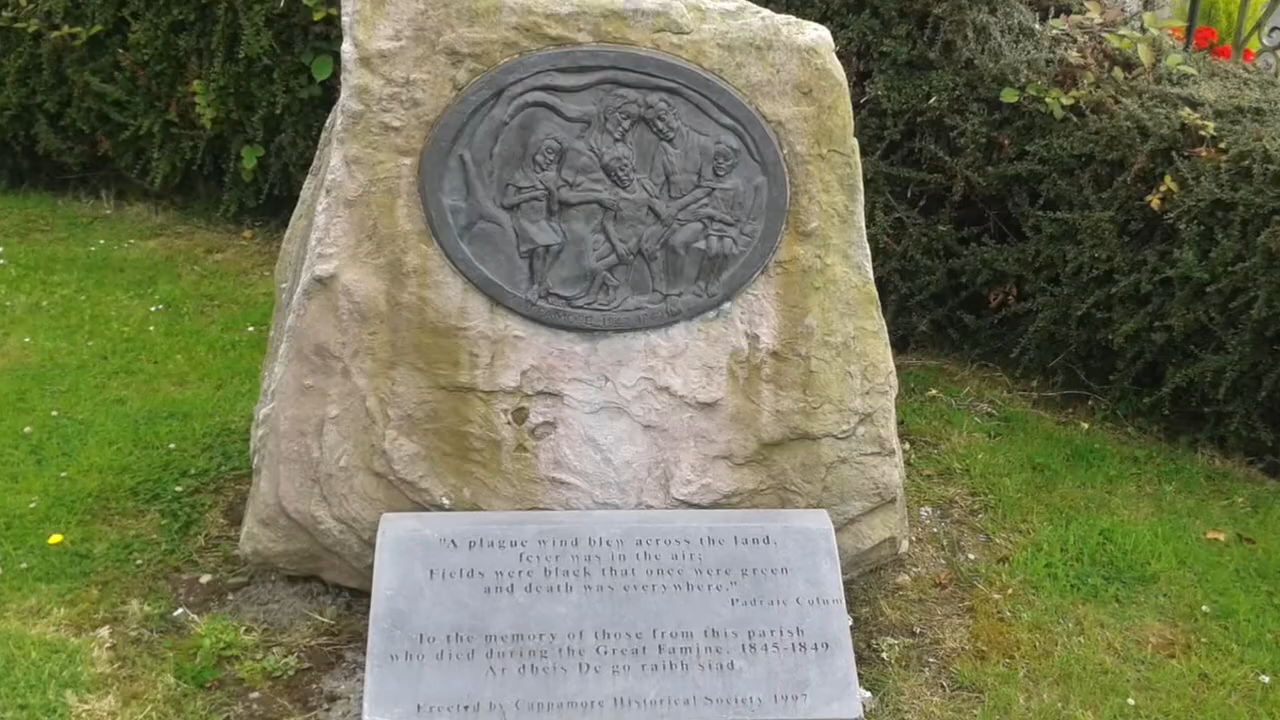 "A plague wind blew across the land,
fever was in the air;
Fields were black that once were green
and death was everywhere."
Padraic Colum
To the memory of those from this parish
who died during the Great Famine, 1845-1849
Ar dheis De go raibh siad.
Erected by Cappamore Historical Society 1997